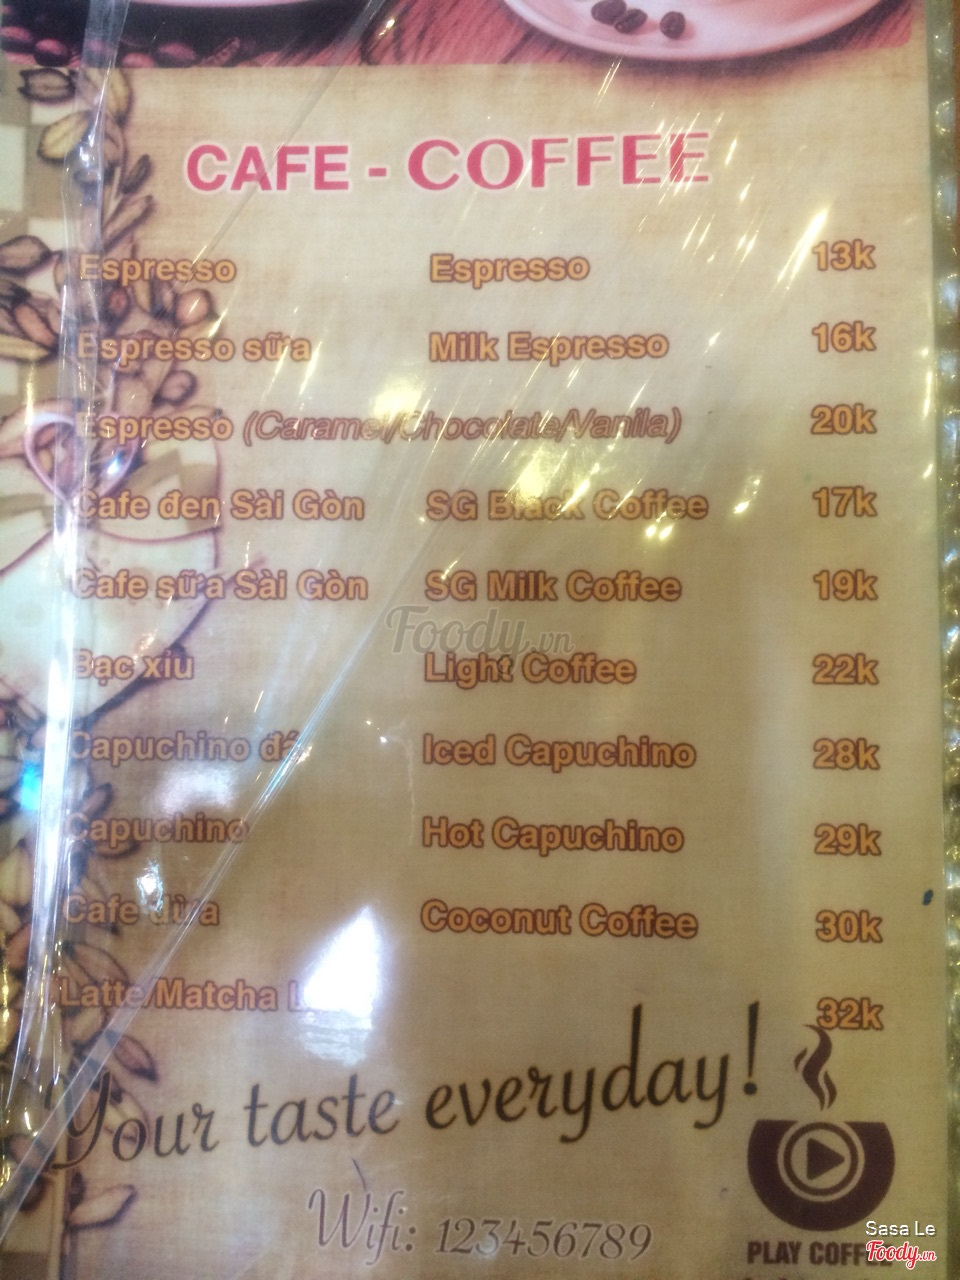 CAFE - COFFEE
Espresso Espresso 13k
Espresso sữa Milk Espresso 16k
Espresso (Caramel/Chocolate/Vanila) 20k
Cafe đen Sài Gòn SG Black Coffee 17k
Cafe sữa Sài Gòn SG Milk Coffee 19k
Foody.vn
Bạc xỉu Light Coffee 22k
Capuchino đá Iced Capuchino 28k
Capuchino Hot Capuchino 29k
Cafe dừa Coconut Coffee 30k
Latte/Matcha 32k
Your taste everyday!
Wifi: 123456789
PLAY COFFEE
Sasa Le
Foody.vn